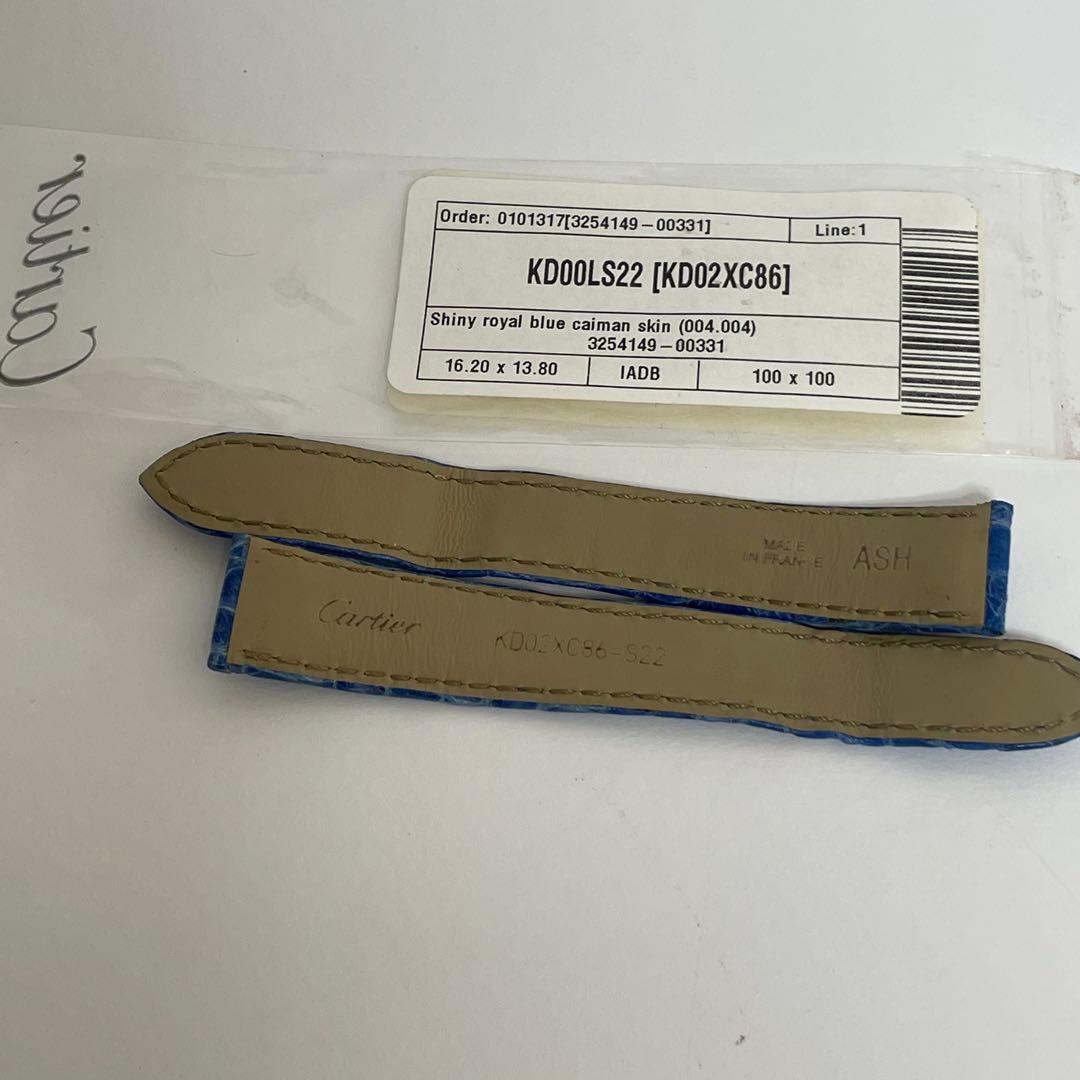 Cartier
Order: 0101317[3254149-00331]
Line:1
KD00LS22 [KD02XC86]
Shiny royal blue caiman skin (004.004)
3254149-00331
16.20 x 13.80
IADB
100 x 100
MADE
IN FRANCE
ASH
Cartier
KD02XC86-S22